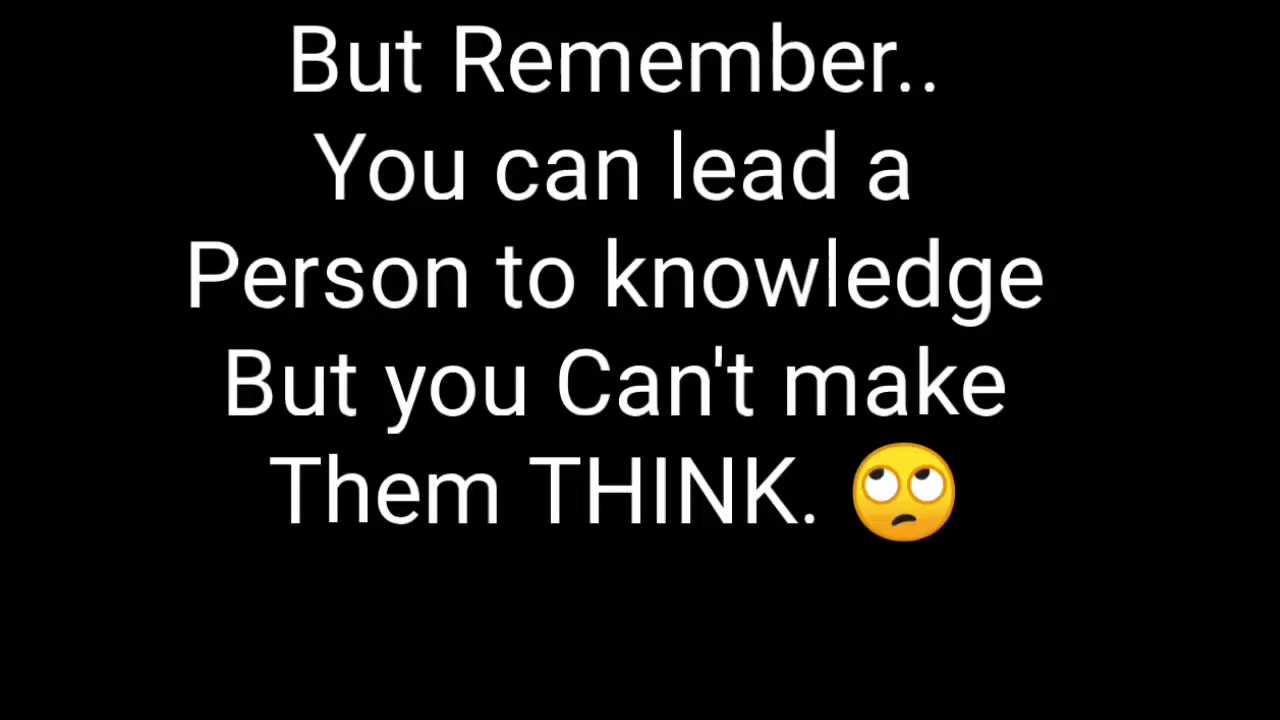 But Remember..
You can lead a
Person to knowledge
But you Can't make
Them THINK. 🙄